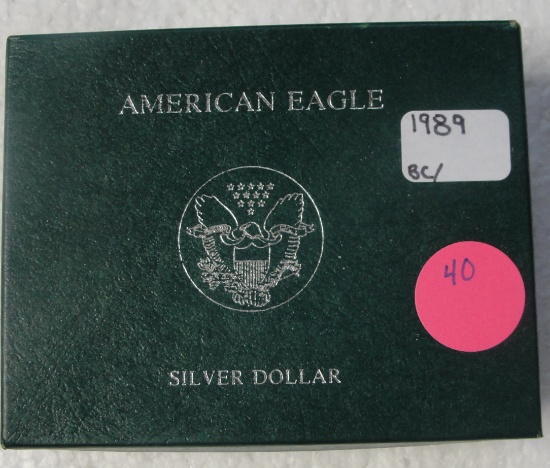 AMERICAN EAGLE
1989
BC/
40
SILVER DOLLAR